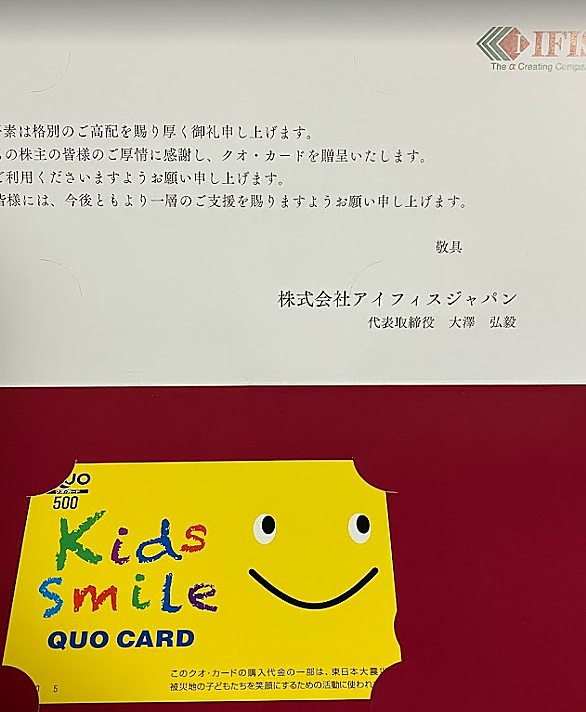 IFIS
The α Creating Compa
素は格別のご高配を賜り厚く御礼申し上げます。
の株主の皆様のご厚情に感謝し、クオ・カードを贈呈いたします。
ご利用くださいますようお願い申し上げます。
皆様には、今後ともより一層のご支援を賜りますようお願い申し上げます。
敬具
株式会社アイフィスジャパン
代表取締役 大澤 弘毅
QUO
クオ・カード
500
Kids
Smile
QUO CARD
このクオ・カードの購入代金の一部は、東日本大震災
被災地の子どもたちを笑顔にするための活動に使われ
5